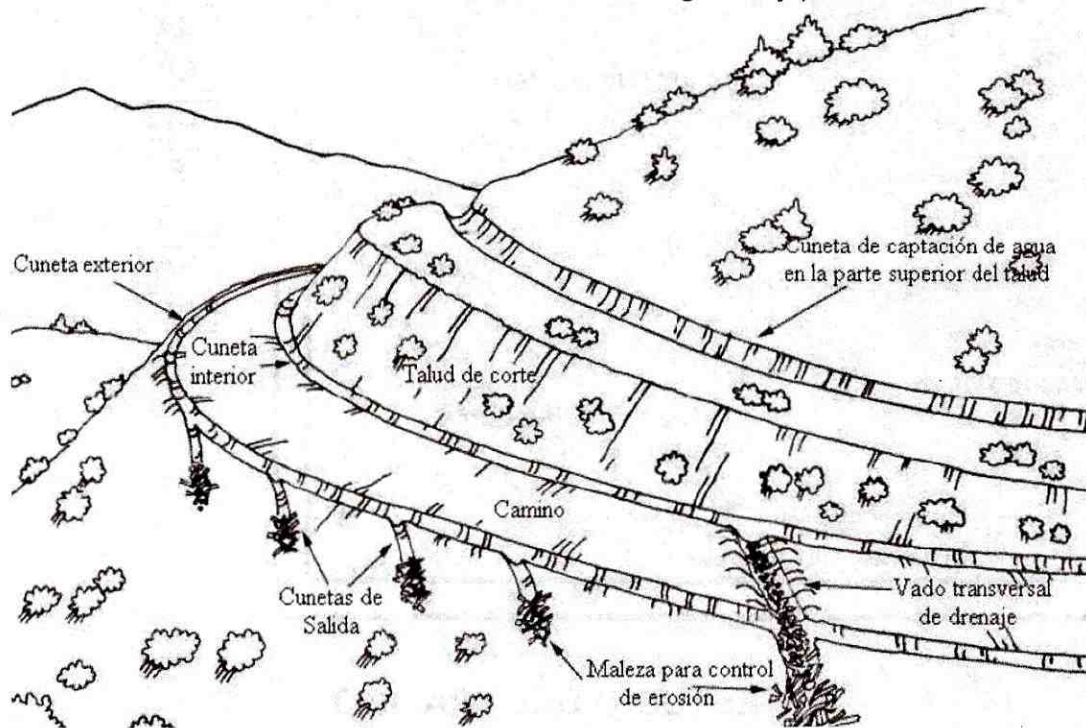 Cuneta de captación de agua
en la parte superior del talud
Cuneta exterior
Cuneta
interior
Talud de corte
Camino
Cunetas de
Salida
Vado transversal
de drenaje
Maleza para control
de erosión